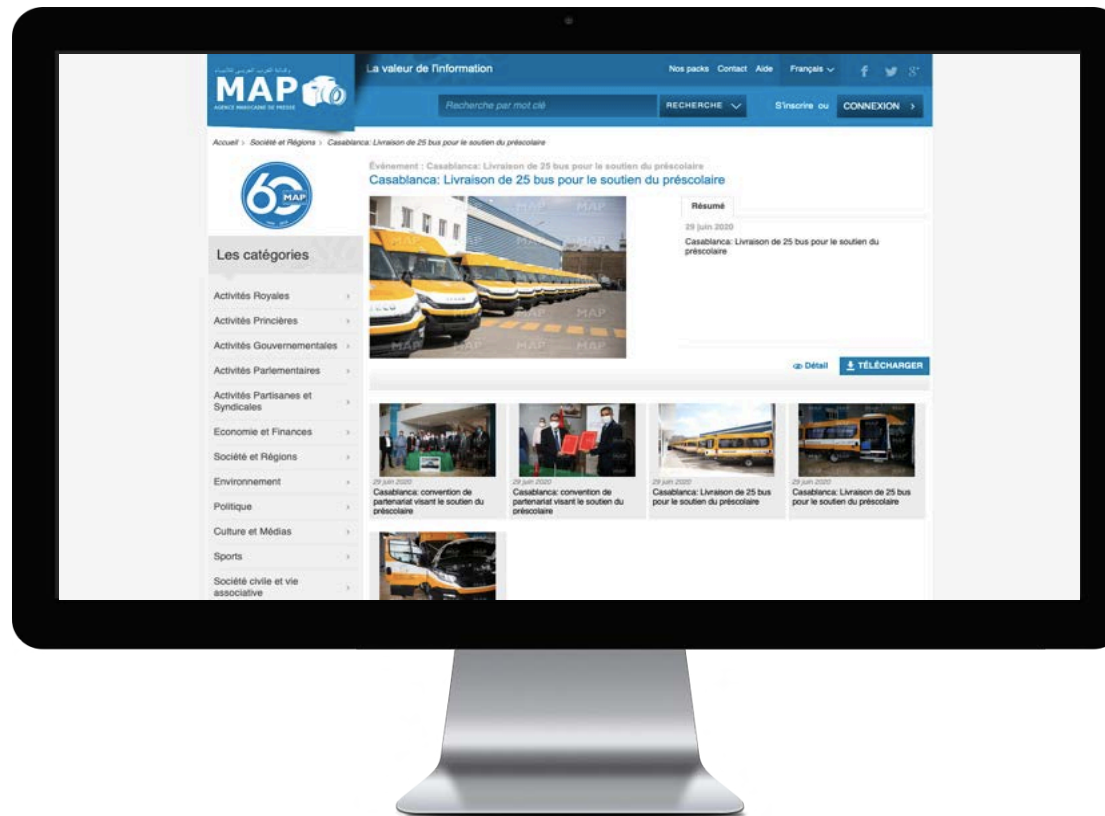 La valeur de l'information
Nos packs Contact Aide Français
MAP
AGENCE MAROCAINE DE PRESSE
Recherche par mot clé
RECHERCHE
S'inscrire ou
CONNEXION
Accueil > Société et Régions > Casablanca: Livraison de 25 bus pour le soutien du préscolaire
60
MAP
Événement : Casablanca: Livraison de 25 bus pour le soutien du préscolaire
Casablanca: Livraison de 25 bus pour le soutien du préscolaire
Résumé
29 juin 2020
Casablanca: Livraison de 25 bus pour le soutien du
préscolaire
Détail
TÉLÉCHARGER
Les catégories
Activités Royales
Activités Princières
Activités Gouvernementales
Activités Parlementaires
Activités Partisanes et
Syndicales
Economie et Finances
Société et Régions
Environnement
Politique
Culture et Médias
Sports
Société civile et vie
associative
29 juin 2020
Casablanca: convention de
partenariat visant le soutien du
préscolaire
29 juin 2020
Casablanca: convention de
partenariat visant le soutien du
préscolaire
29 juin 2020
Casablanca: Livraison de 25 bus
pour le soutien du préscolaire
29 juin 2020
Casablanca: Livraison de 25 bus
pour le soutien du préscolaire